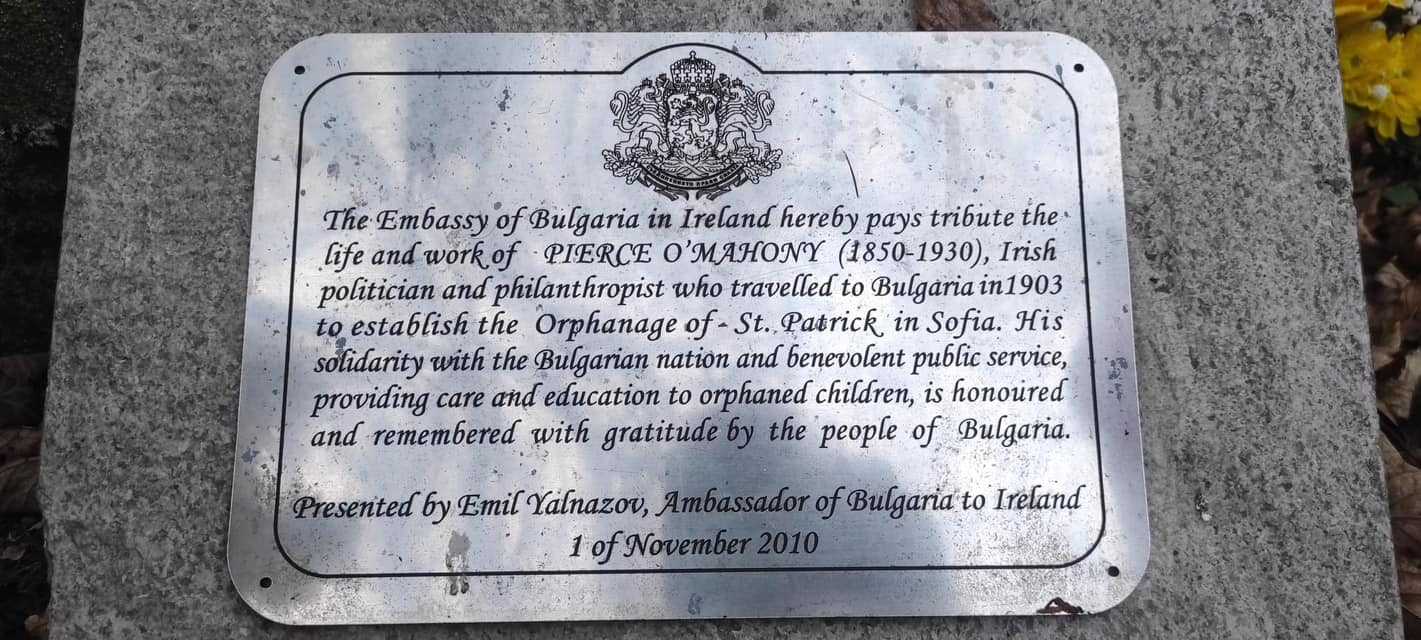 The Embassy of Bulgaria in Ireland hereby pays tribute the
life and work of PIERCE O'MAHONY (1850-1930), Irish
politician and philanthropist who travelled to Bulgaria in 1903
to establish the Orphanage of - St. Patrick in Sofia. His
solidarity with the Bulgarian nation and benevolent public service,
providing care and education to orphaned children, is honoured
and remembered with gratitude by the people of Bulgaria.
Presented by Emil Yalnazov, Ambassador of Bulgaria to Ireland
1 of November 2010